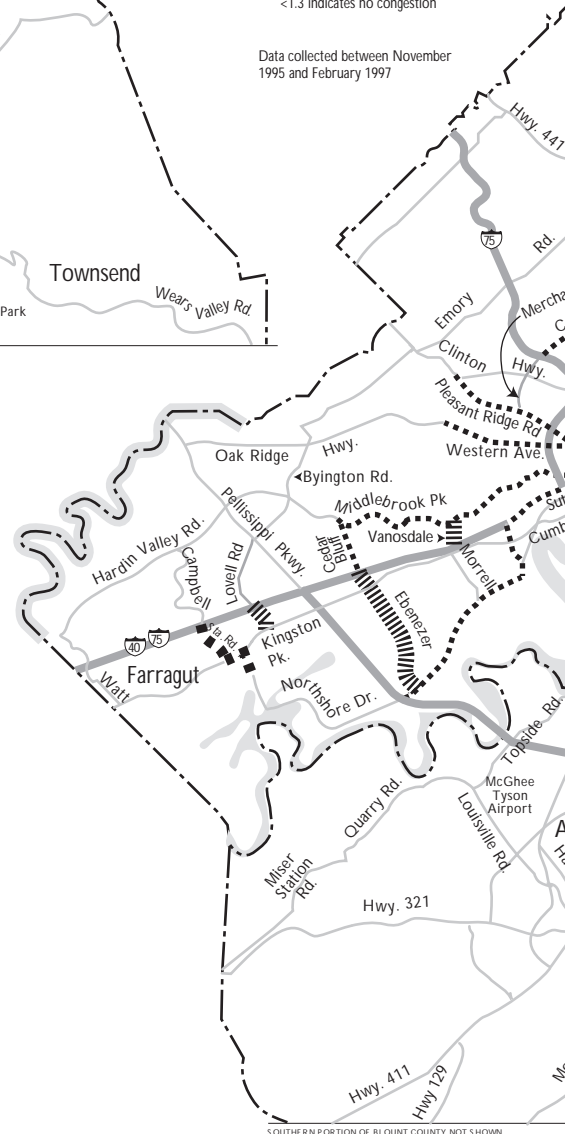 <1.3 indicates no congestion
Data collected between November
1995 and February 1997
Hwy. 441
75
Townsend
Wears Valley Rd.
Park
Emory Rd.
Clinton Hwy.
Pleasant Ridge Rd
Western Ave.
Oak Ridge Hwy.
Byington Rd.
Middlebrook Pk
Pellissippi Pkwy.
Cedar
Bluff
Vanosdale
Hardin Valley Rd.
Campbell
Sta. Rd.
Lovell Rd
Morrell
Ebenezer
40
75
Kingston
Pk.
Farragut
Watt
Northshore Dr.
Topside Rd.
McGhee
Tyson
Airport
Quarry Rd.
Louisville Rd.
Miser
Station
Rd.
Hwy. 321
Hwy. 411
Hwy 129
SOUTHERN PORTION OF BLOUNT COUNTY NOT SHOWN